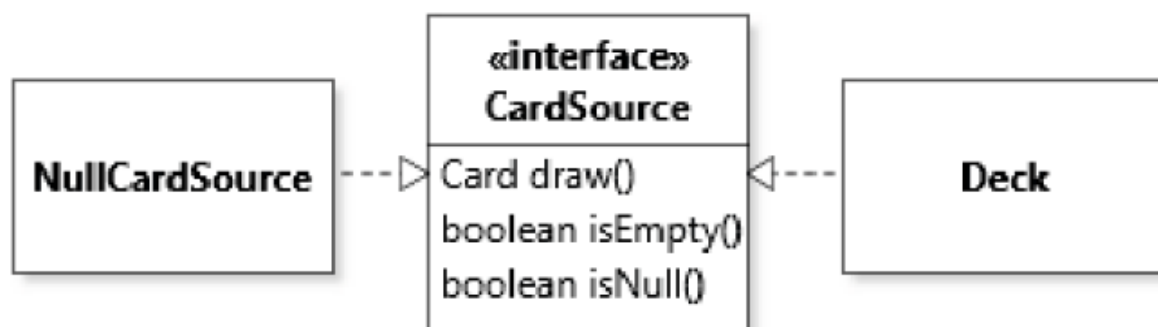 «interface»
CardSource
NullCardSource
Card draw()
boolean isEmpty()
boolean isNull()
Deck